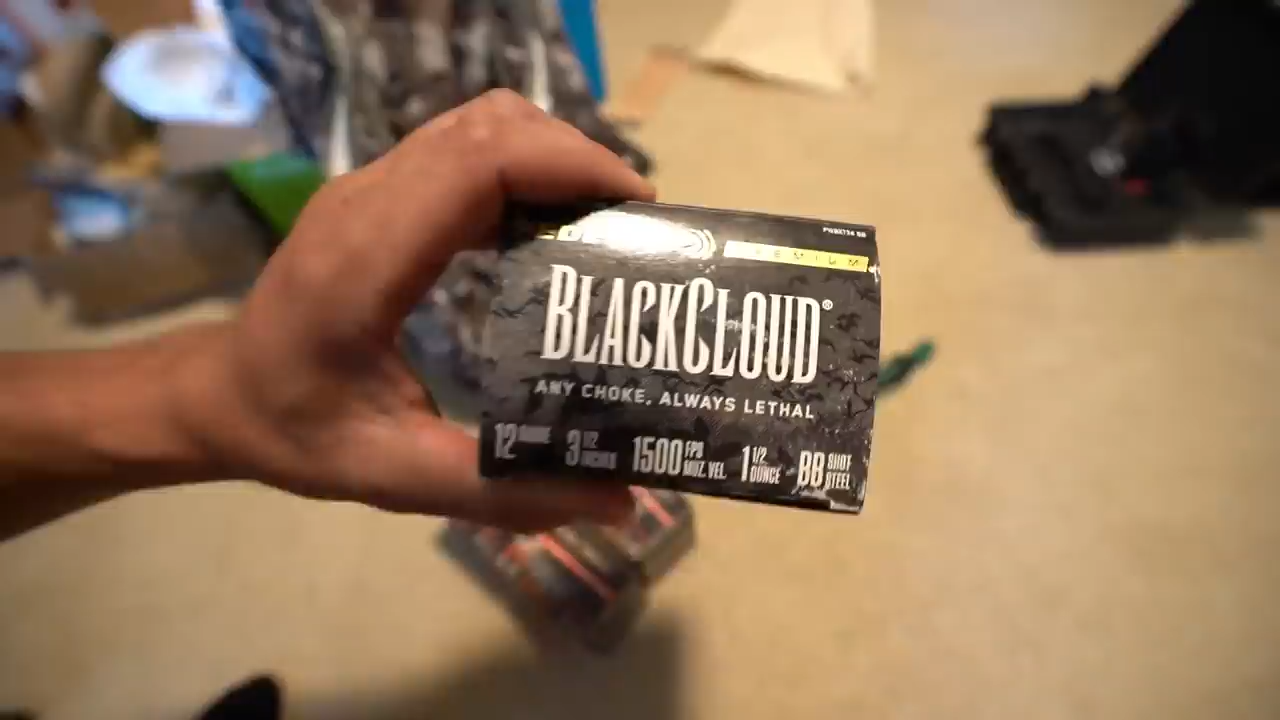 PREMIUM
BLACKCLOUD®
ANY CHOKE, ALWAYS LETHAL
12 GAUGE 3 1/2 INCHES 1500 FPS MUZ. VEL. 1 1/2 OUNCE BB SHOT STEEL